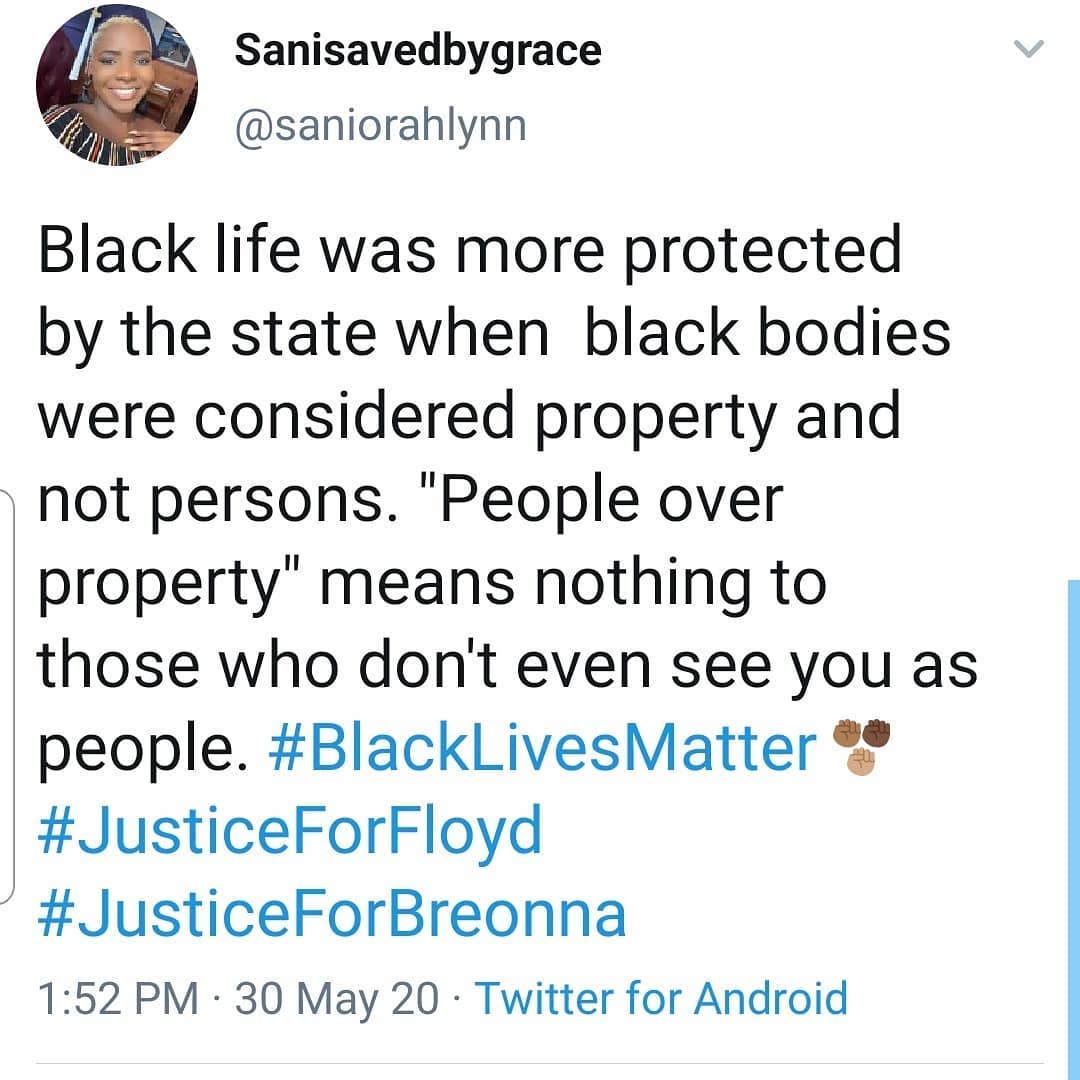 Sanisavedbygrace
@saniorahlynn
Black life was more protected
by the state when  black bodies
were considered property and
not persons. "People over
property" means nothing to
those who don't even see you as
people. #BlackLivesMatter ✊🏾✊🏿✊🏽
#JusticeForFloyd
#JusticeForBreonna
1:52 PM · 30 May 20 · Twitter for Android